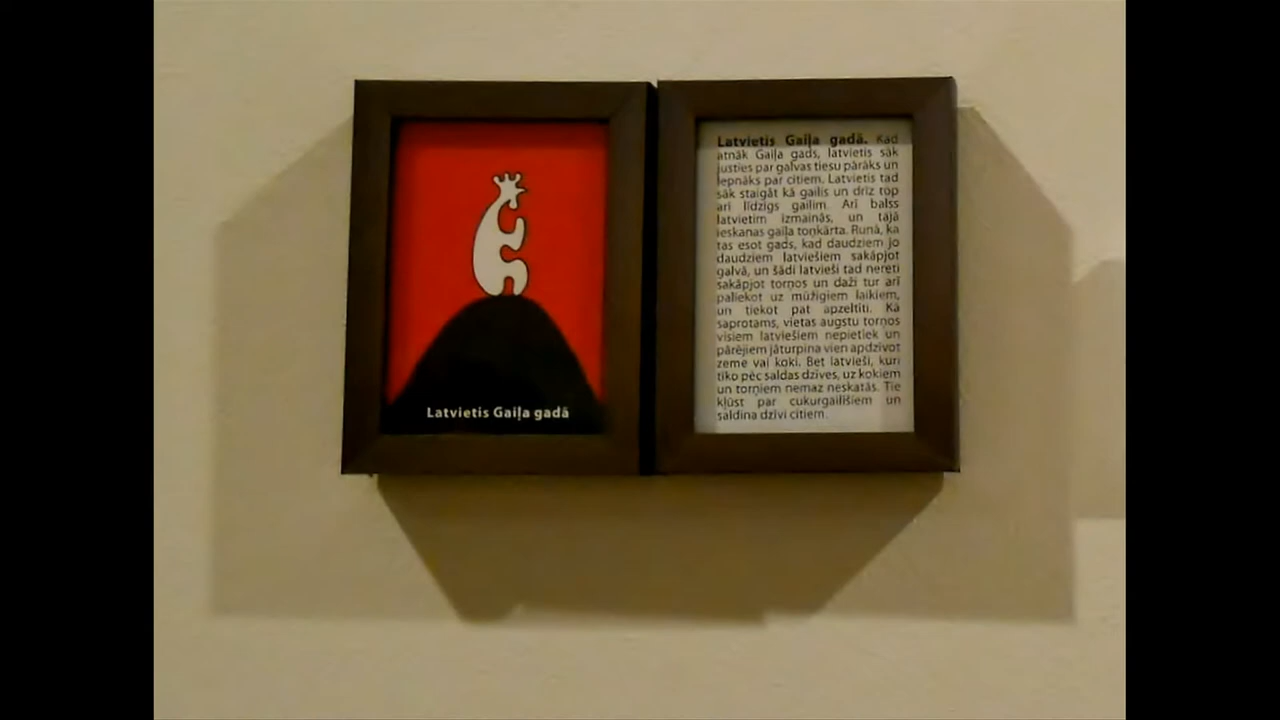 Latvietis Gaiļa gadā
Latvietis Gaiļa gadā. Kad
atnāk Gaiļa gads, latvietis sāk
justies par galvas tiesu pārāks un
lepnāks par citiem. Latvietis tad
sāk staigāt kā gailis un drīz top
arī līdzīgs gailim. Arī balss
latvietim izmainās, un tajā
ieskanas gaiļa toņkārta. Runā, ka
tas esot gads, kad daudziem jo
daudziem latviešiem sakāpjot
galvā, un šādi latvieši tad nereti
sakāpjot torņos un daži tur arī
paliekot uz mūžīgiem laikiem,
un tiekot pat apzeltīti. Kā
saprotams, vietas augstu torņos
visiem latviešiem nepietiek un
pārējiem jāturpina vien apdzīvot
zeme vai koki. Bet latvieši, kuri
tīko pēc saldas dzīves, uz kokiem
un torņiem nemaz neskatās. Tie
kļūst par cukurgailīšiem un
saldina dzīvi citiem.